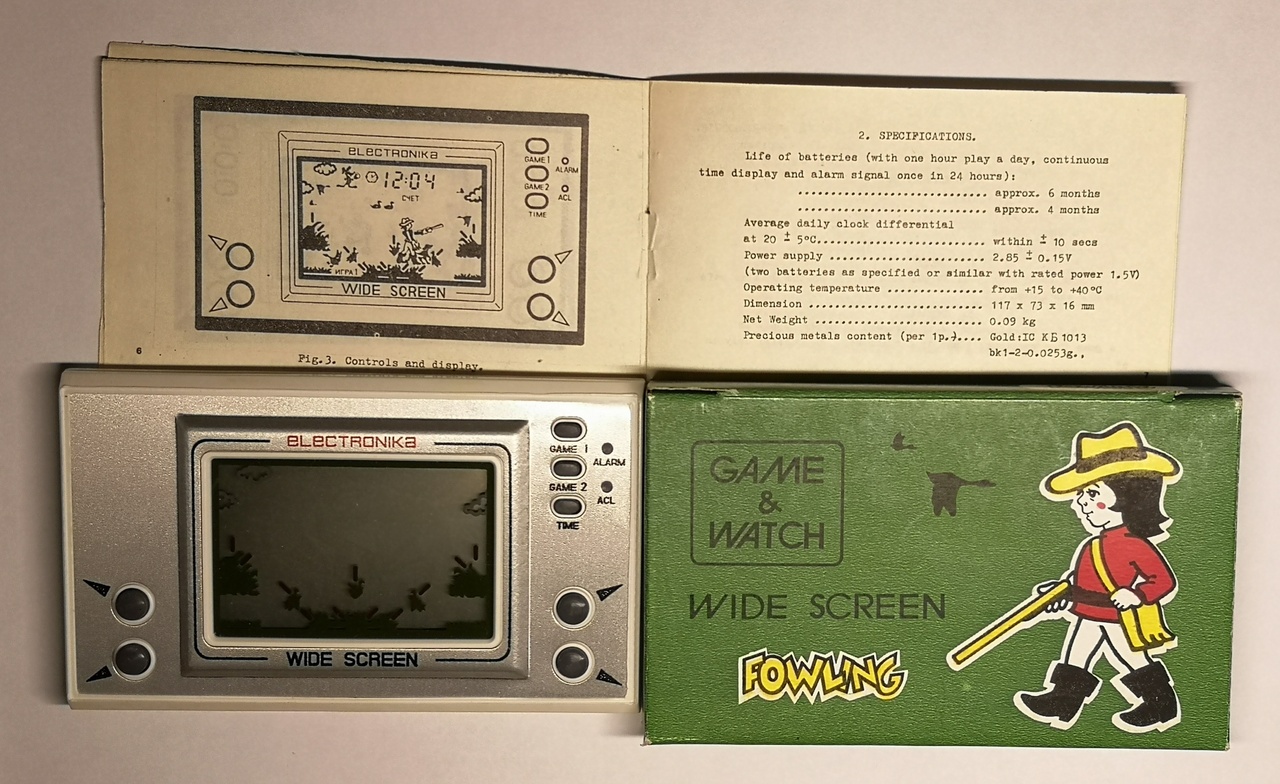 ELECTRONIKA
12:04
СЧЕТ
ИГРА 1
WIDE SCREEN
GAME 1
ALARM
GAME 2
ACL
TIME
6
Fig.3. Controls and display.
2. SPECIFICATIONS.
Life of batteries (with one hour play a day, continuous
time display and alarm signal once in 24 hours):
............................ approx. 6 months
............................ approx. 4 months
Average daily clock differential
at 20 ± 5°C......................... within ± 10 secs
Power supply ....................... 2.85 ± 0.15V
(two batteries as specified or similar with rated power 1.5V)
Operating temperature .............. from +15 to +40°C
Dimension .......................... 117 x 73 x 16 mm
Net Weight ......................... 0.09 kg
Precious metals content (per 1p.).... Gold:IC КБ 1013
bk1-2-0.0253g..
ELECTRONIKA
WIDE SCREEN
GAME 1
ALARM
GAME 2
ACL
TIME
GAME
&
WATCH
WIDE SCREEN
FOWLING